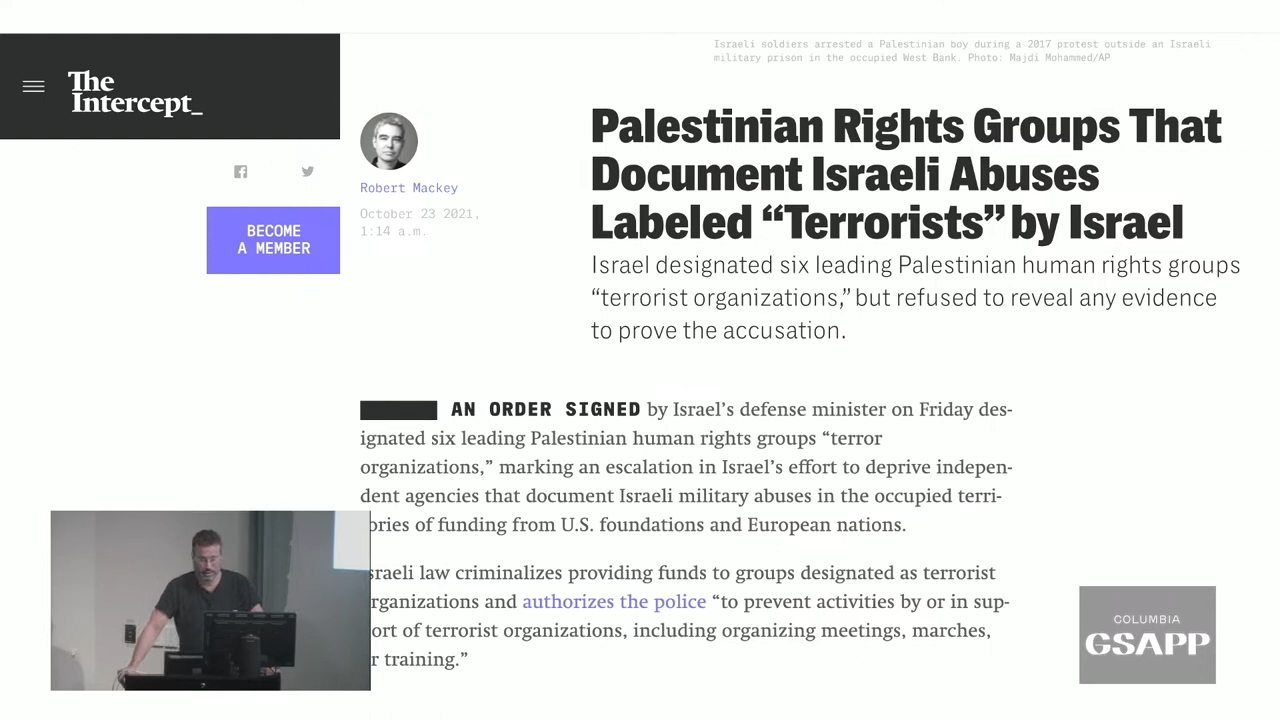 Israeli soldiers arrested a Palestinian boy during a 2017 protest outside an Israeli
military prison in the occupied West Bank. Photo: Majdi Mohammed/AP
The
Intercept_
BECOME
A MEMBER
Robert Mackey
October 23 2021,
1:14 a.m.
Palestinian Rights Groups That
Document Israeli Abuses
Labeled “Terrorists” by Israel
Israel designated six leading Palestinian human rights groups
“terrorist organizations,” but refused to reveal any evidence
to prove the accusation.
AN ORDER SIGNED by Israel’s defense minister on Friday des-
ignated six leading Palestinian human rights groups “terror
organizations,” marking an escalation in Israel’s effort to deprive indepen-
dent agencies that document Israeli military abuses in the occupied terri-
ories of funding from U.S. foundations and European nations.
sraeli law criminalizes providing funds to groups designated as terrorist
rganizations and authorizes the police “to prevent activities by or in sup-
ort of terrorist organizations, including organizing meetings, marches,
r training.”
COLUMBIA
GSAPP